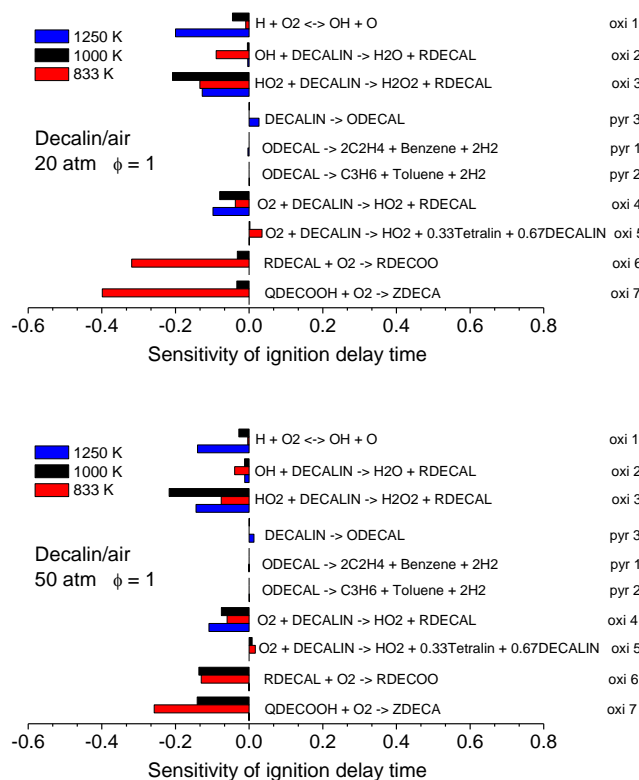 1250 K
1000 K
833 K
Decalin/air
20 atm ϕ = 1
H + O2 <-> OH + O oxi 1
OH + DECALIN -> H2O + RDECAL oxi 2
HO2 + DECALIN -> H2O2 + RDECAL oxi 3
DECALIN -> ODECAL pyr 3
ODECAL -> 2C2H4 + Benzene + 2H2 pyr 1
ODECAL -> C3H6 + Toluene + 2H2 pyr 2
O2 + DECALIN -> HO2 + RDECAL oxi 4
O2 + DECALIN -> HO2 + 0.33Tetralin + 0.67DECALIN oxi 5
RDECAL + O2 -> RDECOO oxi 6
QDECOOH + O2 -> ZDECA oxi 7
-0.6 -0.4 -0.2 0.0 0.2 0.4 0.6 0.8
Sensitivity of ignition delay time
1250 K
1000 K
833 K
Decalin/air
50 atm ϕ = 1
H + O2 <-> OH + O oxi 1
OH + DECALIN -> H2O + RDECAL oxi 2
HO2 + DECALIN -> H2O2 + RDECAL oxi 3
DECALIN -> ODECAL pyr 3
ODECAL -> 2C2H4 + Benzene + 2H2 pyr 1
ODECAL -> C3H6 + Toluene + 2H2 pyr 2
O2 + DECALIN -> HO2 + RDECAL oxi 4
O2 + DECALIN -> HO2 + 0.33Tetralin + 0.67DECALIN oxi 5
RDECAL + O2 -> RDECOO oxi 6
QDECOOH + O2 -> ZDECA oxi 7
-0.6 -0.4 -0.2 0.0 0.2 0.4 0.6 0.8
Sensitivity of ignition delay time